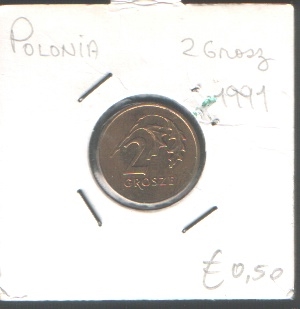 POLONIA 2 Grosz
1991
2
GROSZE
€ 0,50